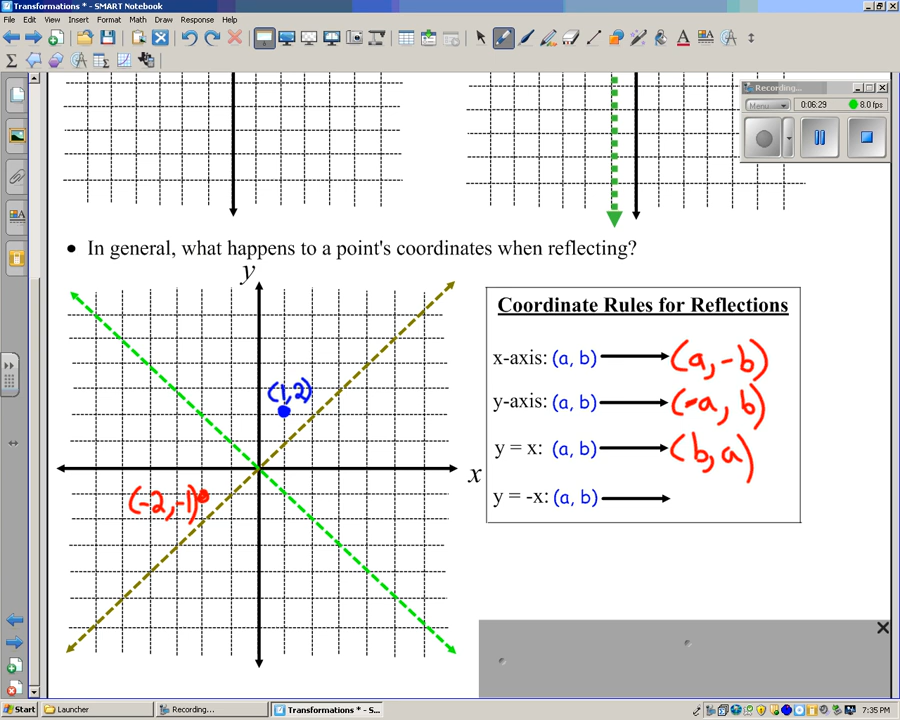 Transformations * - SMART Notebook
File Edit View Insert Format Math Draw Response Help
Recording...
Menu 0:06:29 8.0 fps
• In general, what happens to a point's coordinates when reflecting?
y
(1,2)
x
(-2,-1)
Coordinate Rules for Reflections
x-axis: (a, b) (a, -b)
y-axis: (a, b) (-a, b)
y = x: (a, b) (b, a)
y = -x: (a, b)
Start Launcher Recording... Transformations * - S... 7:35 PM